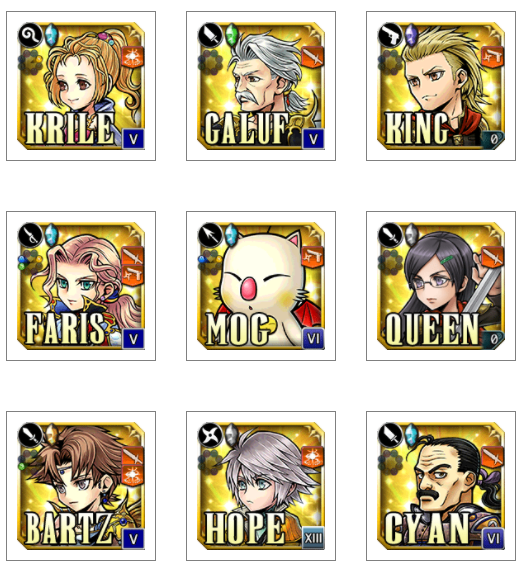 KRILE
V
GALUF
V
KING
0
FARIS
V
MOG
VI
QUEEN
0
BARTZ
V
HOPE
XIII
CYAN
VI